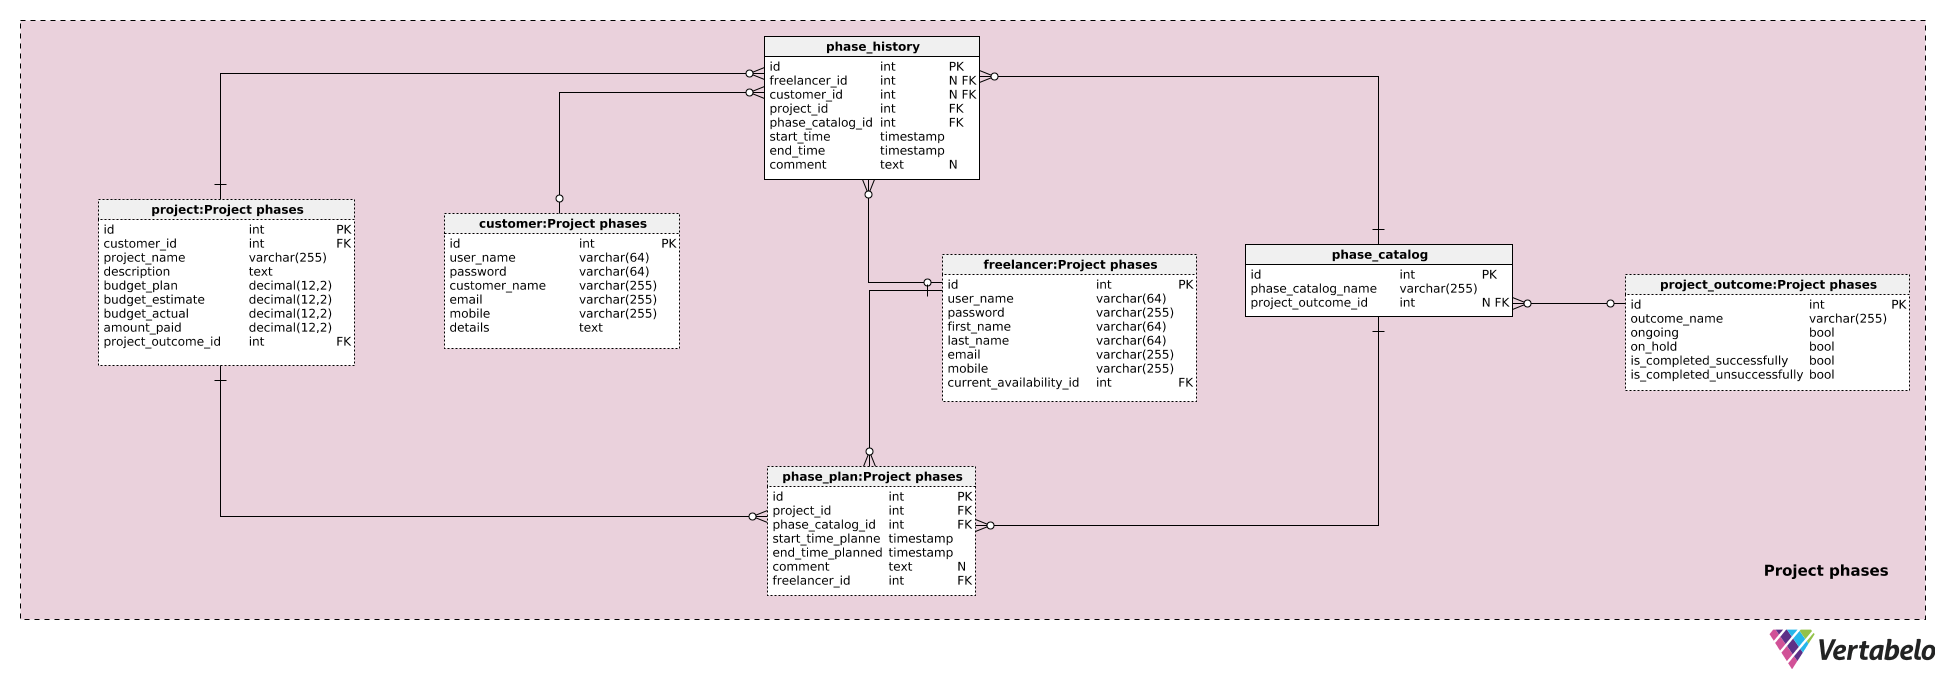 phase_history
id int PK
freelancer_id int N FK
customer_id int N FK
project_id int FK
phase_catalog_id int FK
start_time timestamp
end_time timestamp
comment text N
project:Project phases
id int PK
customer_id int FK
project_name varchar(255)
description text
budget_plan decimal(12,2)
budget_estimate decimal(12,2)
budget_actual decimal(12,2)
amount_paid decimal(12,2)
project_outcome_id int FK
customer:Project phases
id int PK
user_name varchar(64)
password varchar(64)
customer_name varchar(255)
email varchar(255)
mobile varchar(255)
details text
freelancer:Project phases
id int PK
user_name varchar(64)
password varchar(255)
first_name varchar(64)
last_name varchar(64)
email varchar(255)
mobile varchar(255)
current_availability_id int FK
phase_catalog
id int PK
phase_catalog_name varchar(255)
project_outcome_id int N FK
project_outcome:Project phases
id int PK
outcome_name varchar(255)
ongoing bool
on_hold bool
is_completed_successfully bool
is_completed_unsuccessfully bool
phase_plan:Project phases
id int PK
project_id int FK
phase_catalog_id int FK
start_time_planne timestamp
end_time_planned timestamp
comment text N
freelancer_id int FK
Project phases
Vertabelo